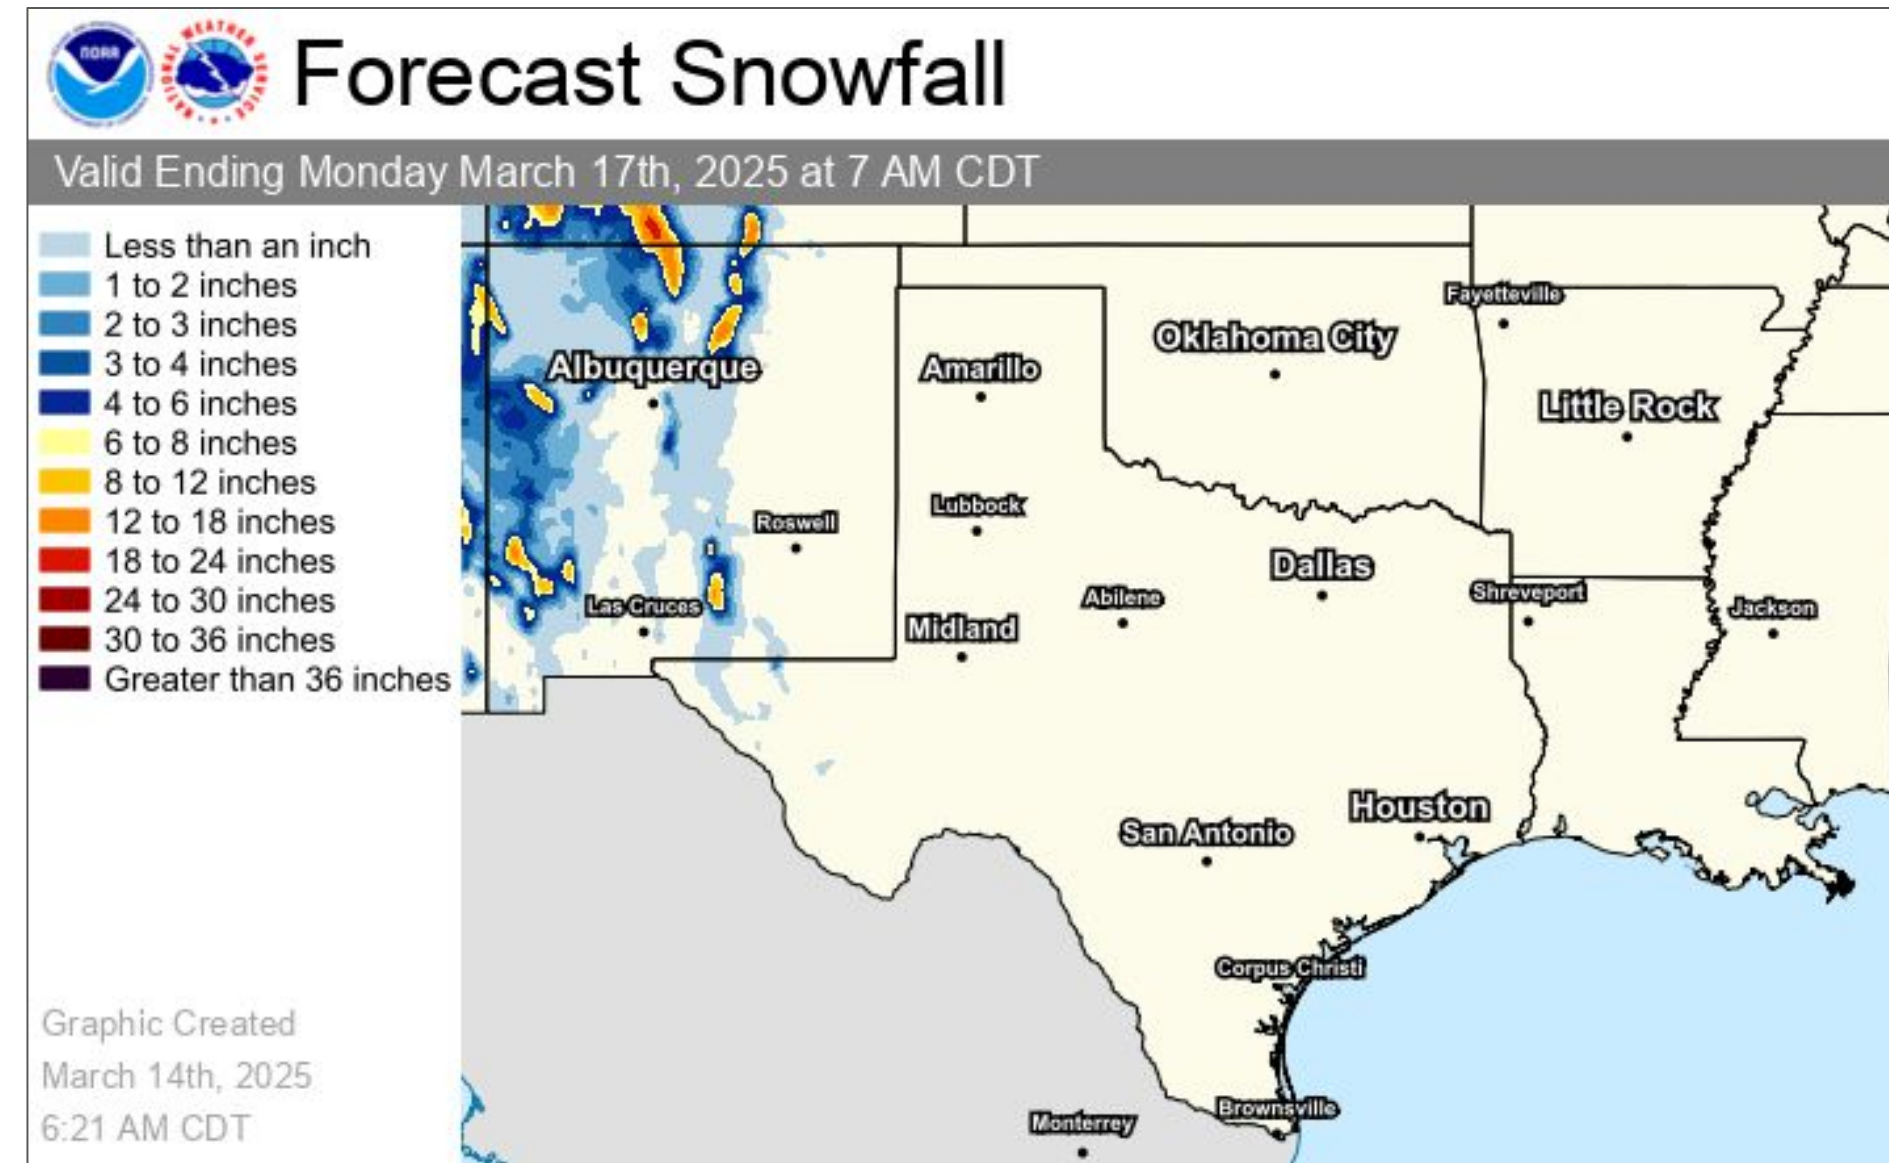 NOAA
NATIONAL WEATHER SERVICE
Forecast Snowfall
Valid Ending Monday March 17th, 2025 at 7 AM CDT
Less than an inch
1 to 2 inches
2 to 3 inches
3 to 4 inches
4 to 6 inches
6 to 8 inches
8 to 12 inches
12 to 18 inches
18 to 24 inches
24 to 30 inches
30 to 36 inches
Greater than 36 inches
Fayetteville
Oklahoma City
Albuquerque
Amarillo
Little Rock
Lubbock
Roswell
Dallas
Shreveport
Abilene
Las Cruces
Jackson
Midland
Houston
San Antonio
Corpus Christi
Brownsville
Monterrey
Graphic Created
March 14th, 2025
6:21 AM CDT